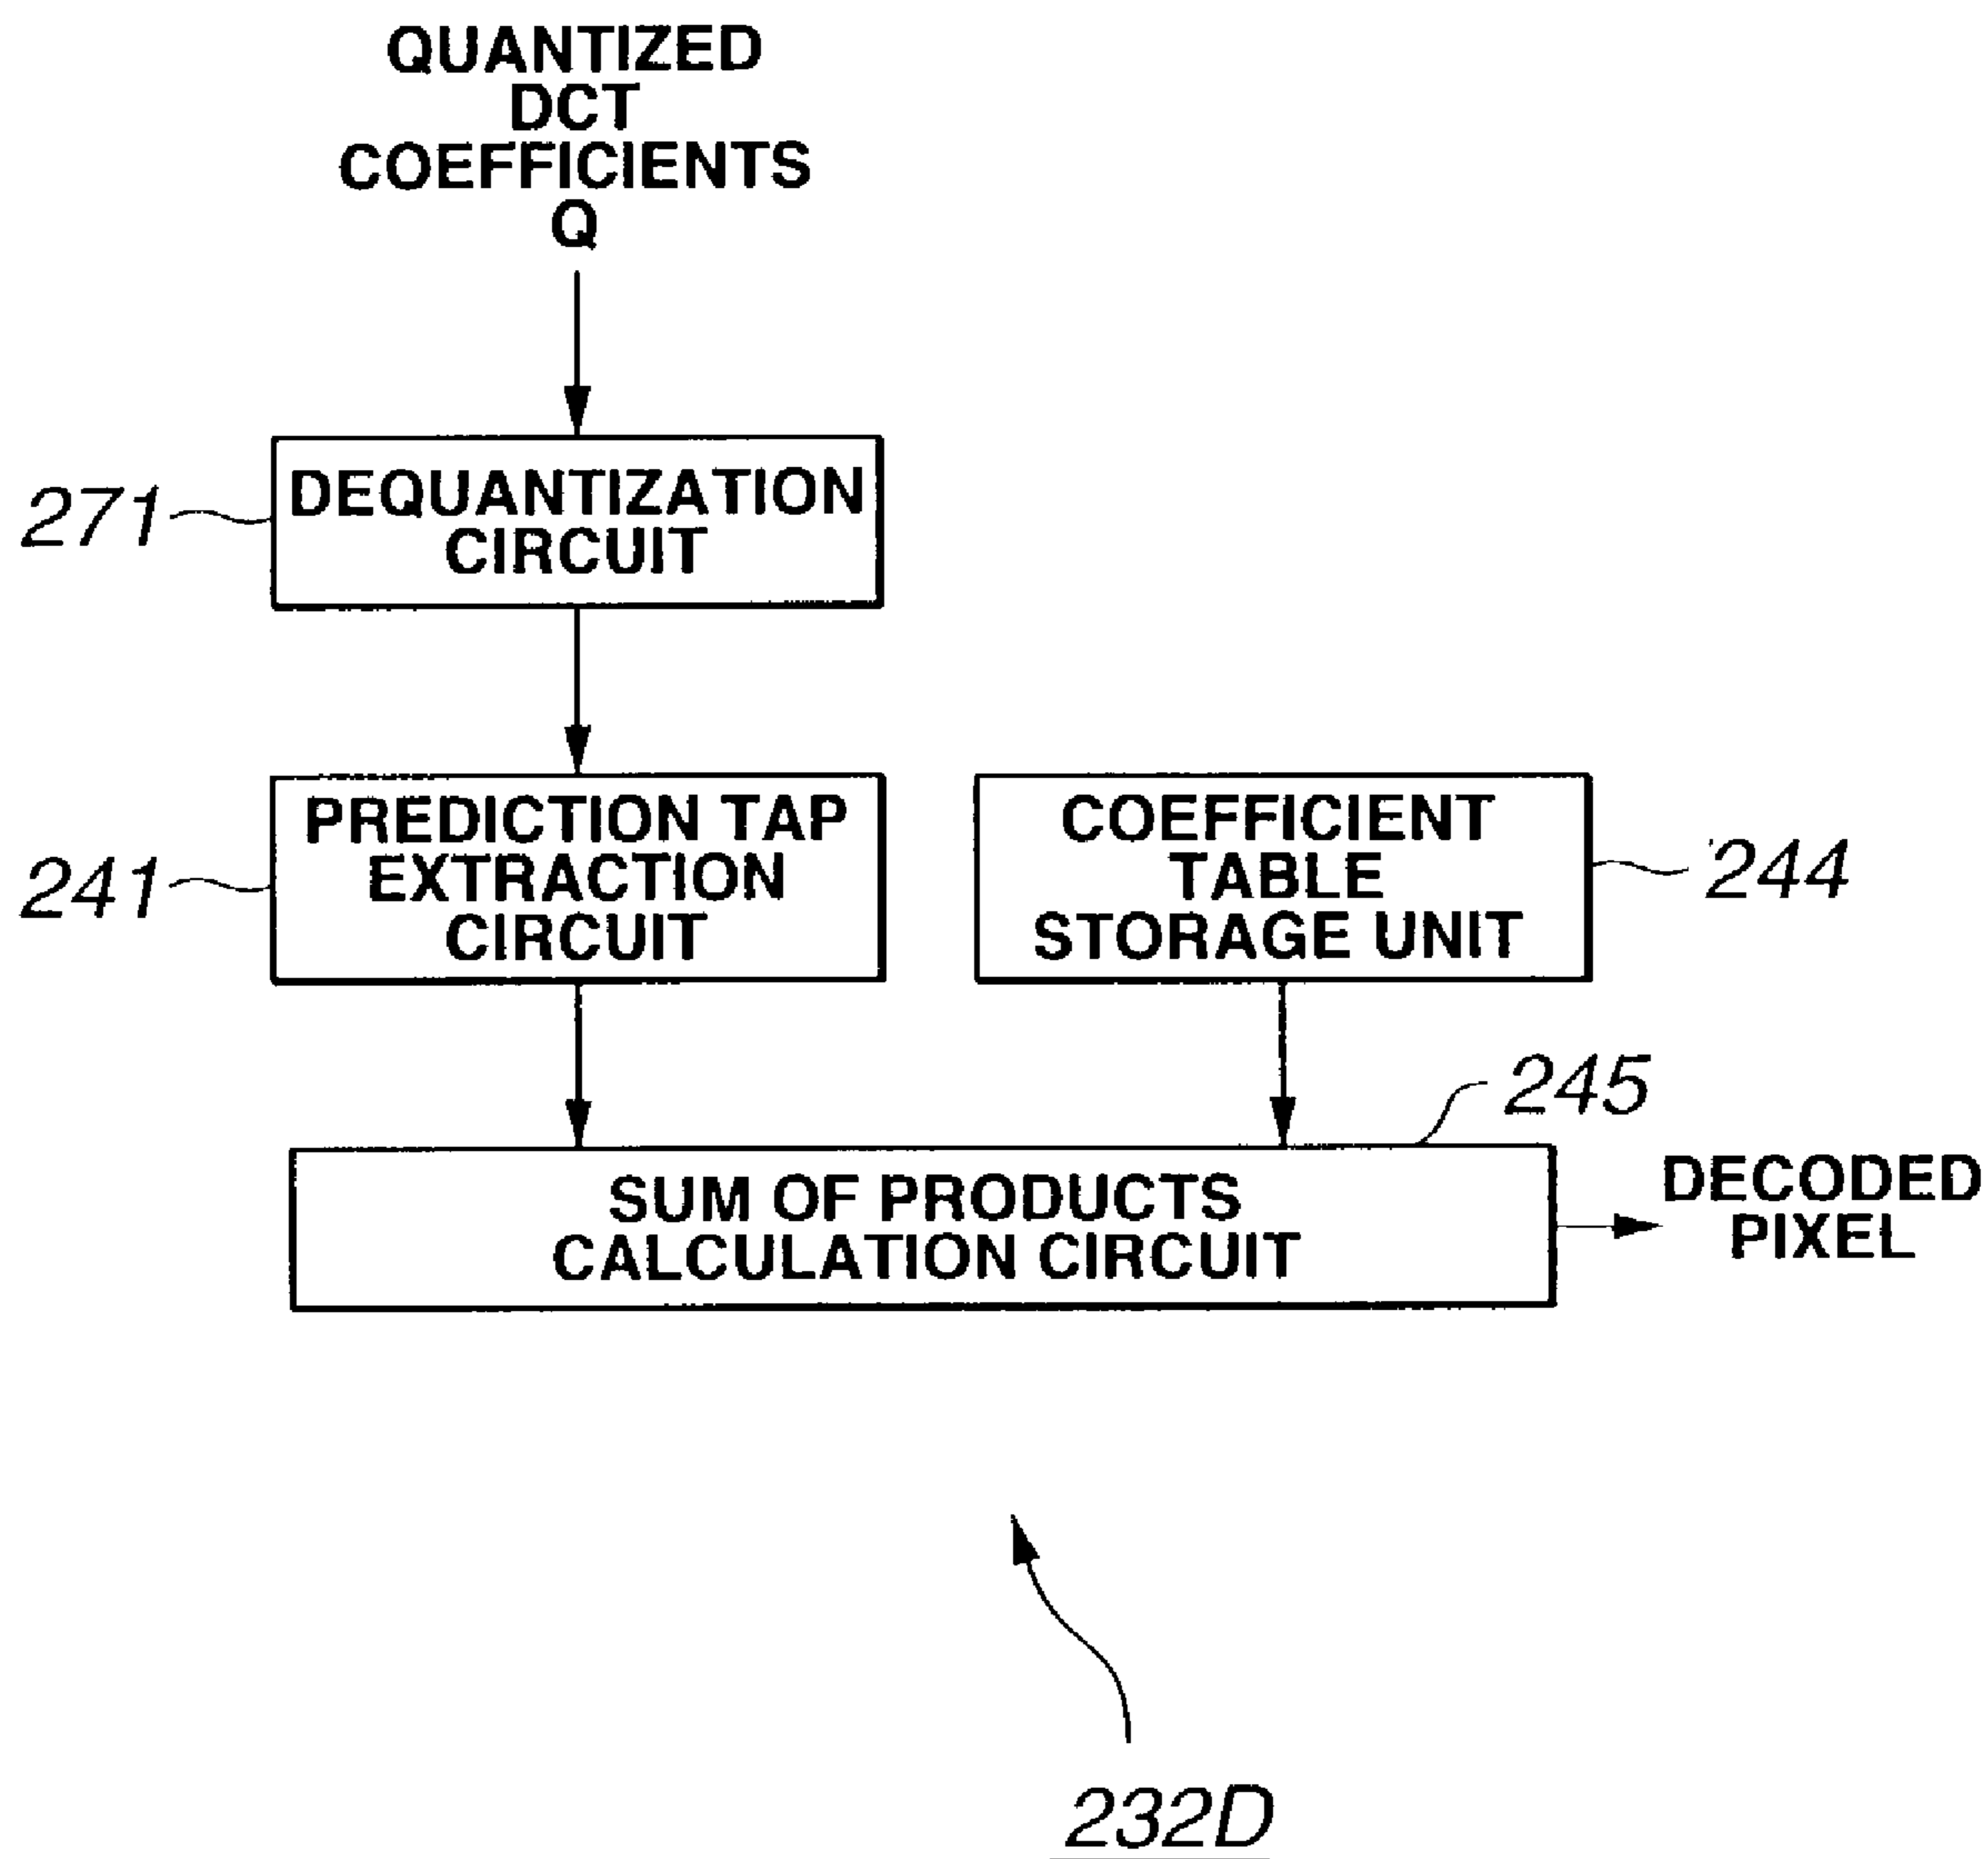 QUANTIZED
DCT
COEFFICIENTS
Q
271
DEQUANTIZATION
CIRCUIT
241
PREDICTION TAP
EXTRACTION
CIRCUIT
COEFFICIENT
TABLE
STORAGE UNIT
244
245
SUM OF PRODUCTS
CALCULATION CIRCUIT
DECODED
PIXEL
232D